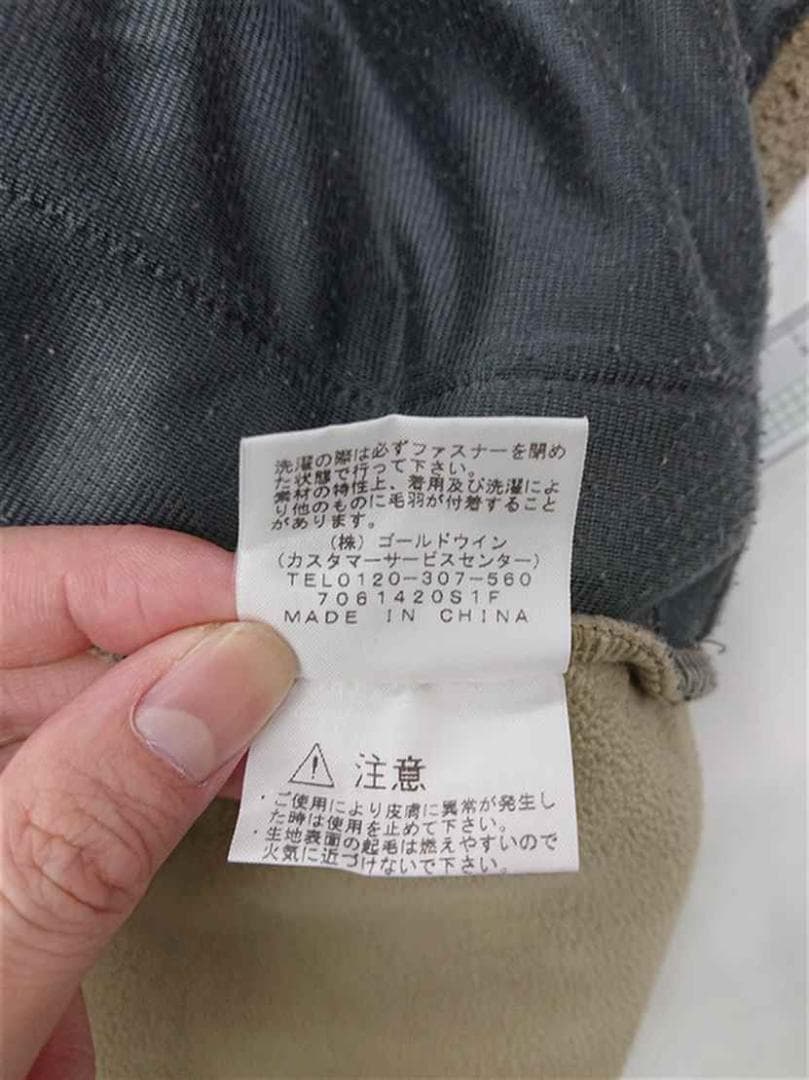 洗濯の際は必ずファスナーを閉め
た状態で行って下さい。
素材の特性上、着用及び洗濯によ
り他のものに毛羽が付着すること
があります。
(株) ゴールドウイン
(カスタマーサービスセンター)
TEL0120-307-560
7061420S1F
MADE IN CHINA
注意
・ご使用により皮膚に異常が発生し
た時は使用を止めて下さい。
・生地表面の起毛は燃えやすいので
火気に近づけないで下さい。